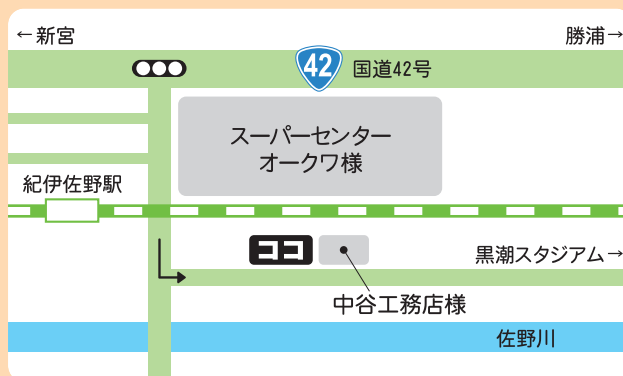 ←新宮
勝浦→
42
国道42号
スーパーセンター
オークワ様
紀伊佐野駅
ココ
黒潮スタジアム→
中谷工務店様
佐野川